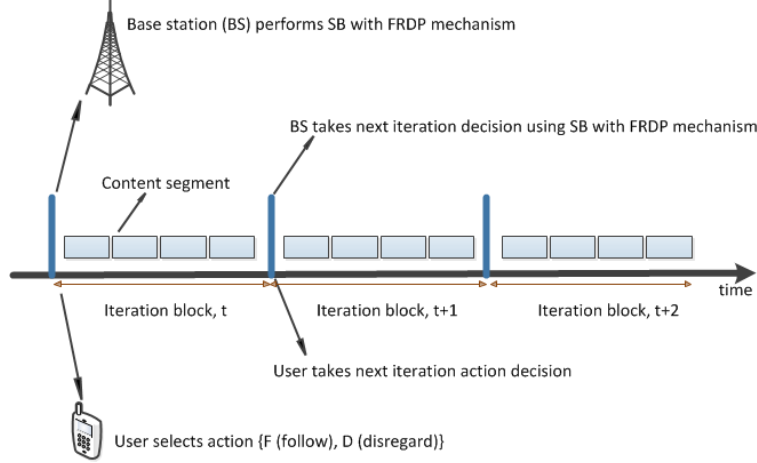 Base station (BS) performs SB with FRDP mechanism
BS takes next iteration decision using SB with FRDP mechanism
Content segment
time
Iteration block, t
Iteration block, t+1
Iteration block, t+2
User takes next iteration action decision
User selects action {F (follow), D (disregard)}